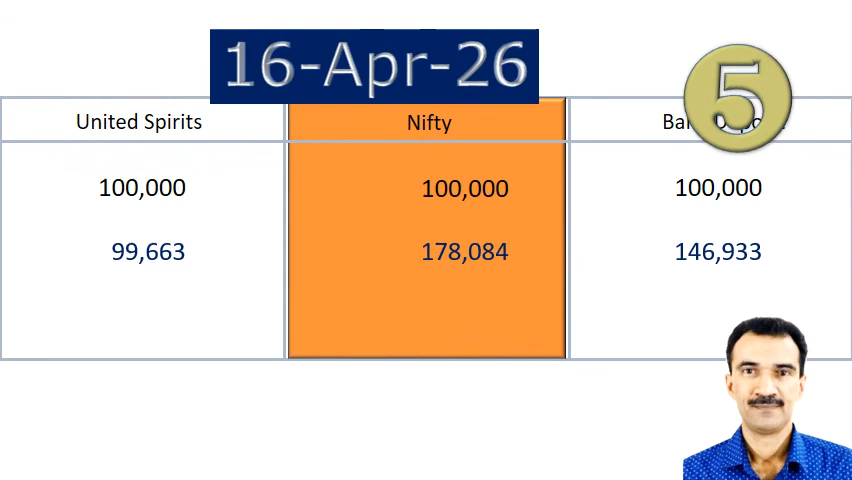 16-Apr-26
5
United Spirits Nifty
100,000 100,000 100,000
99,663 178,084 146,933